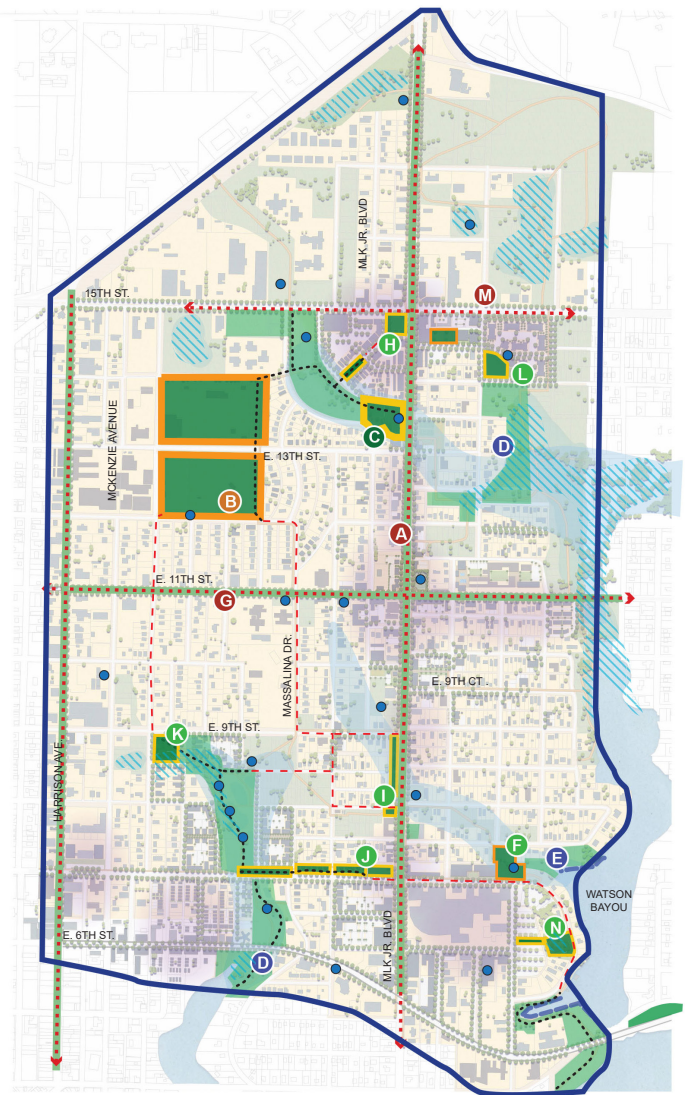 MLK JR. BLVD
15TH ST.
M
H
L
MCKENZIE AVENUE
C
D
E. 13TH ST.
B
A
E. 11TH ST.
G
MASSALINA DR.
E. 9TH CT .
E. 9TH ST.
K
HARRISON AVE
I
J
F
E
WATSON
BAYOU
MLK JR. BLVD
N
E. 6TH ST.
D